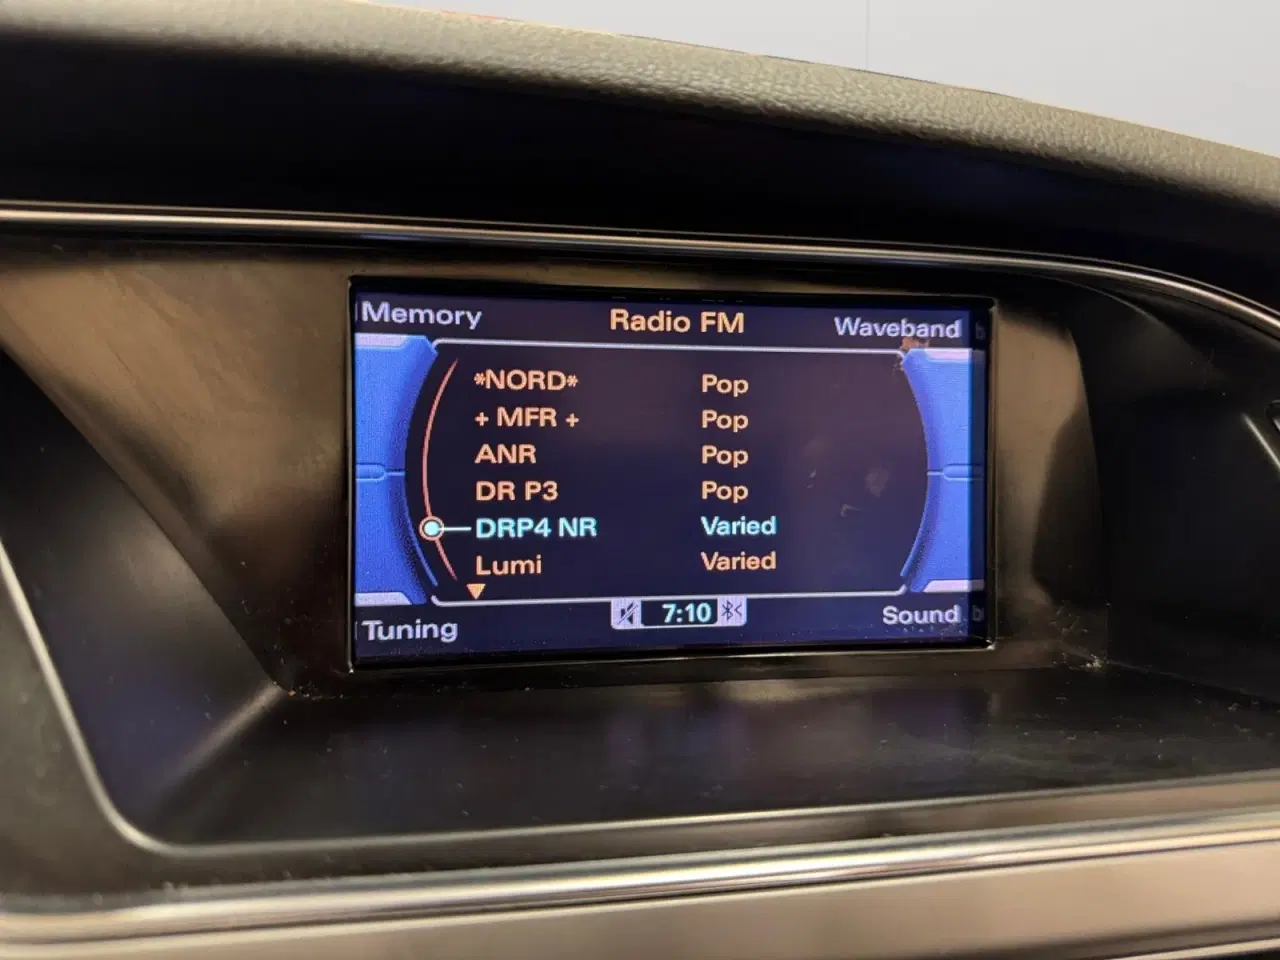 Memory Radio FM Waveband
*NORD* Pop
+ MFR + Pop
ANR Pop
DR P3 Pop
DRP4 NR Varied
Lumi Varied
Tuning 7:10 Sound